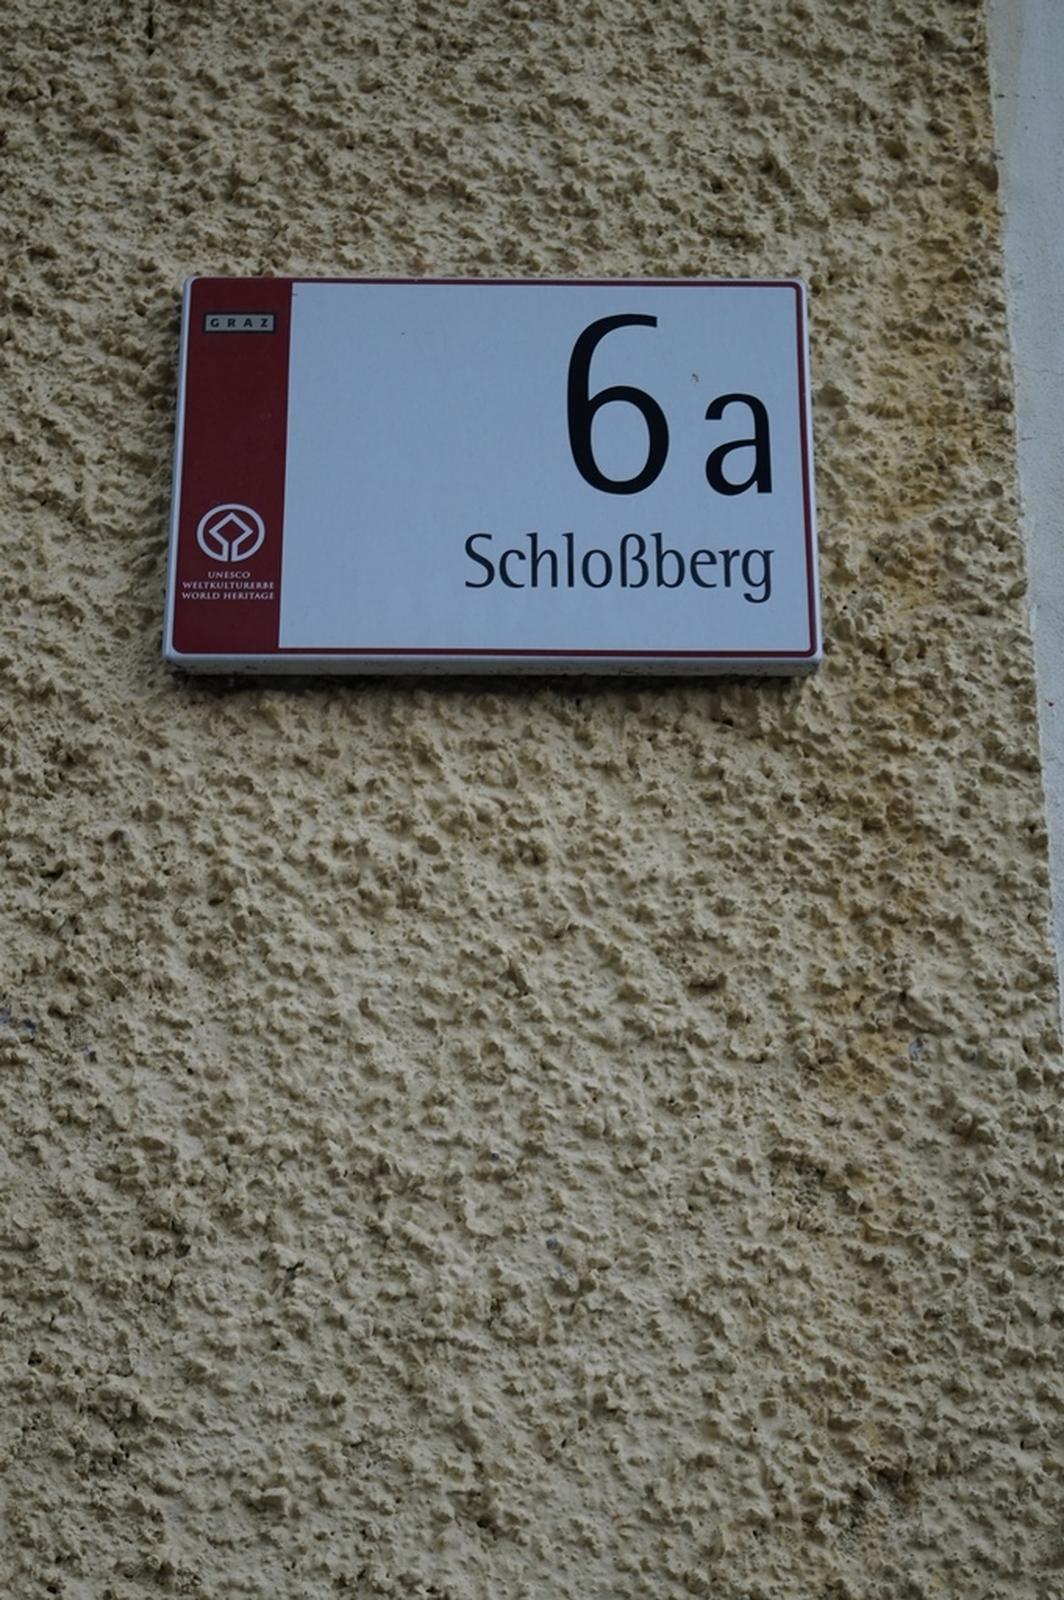 GRAZ
6a
Schloßberg
UNESCO
WELTKULTURERBE
WORLD HERITAGE